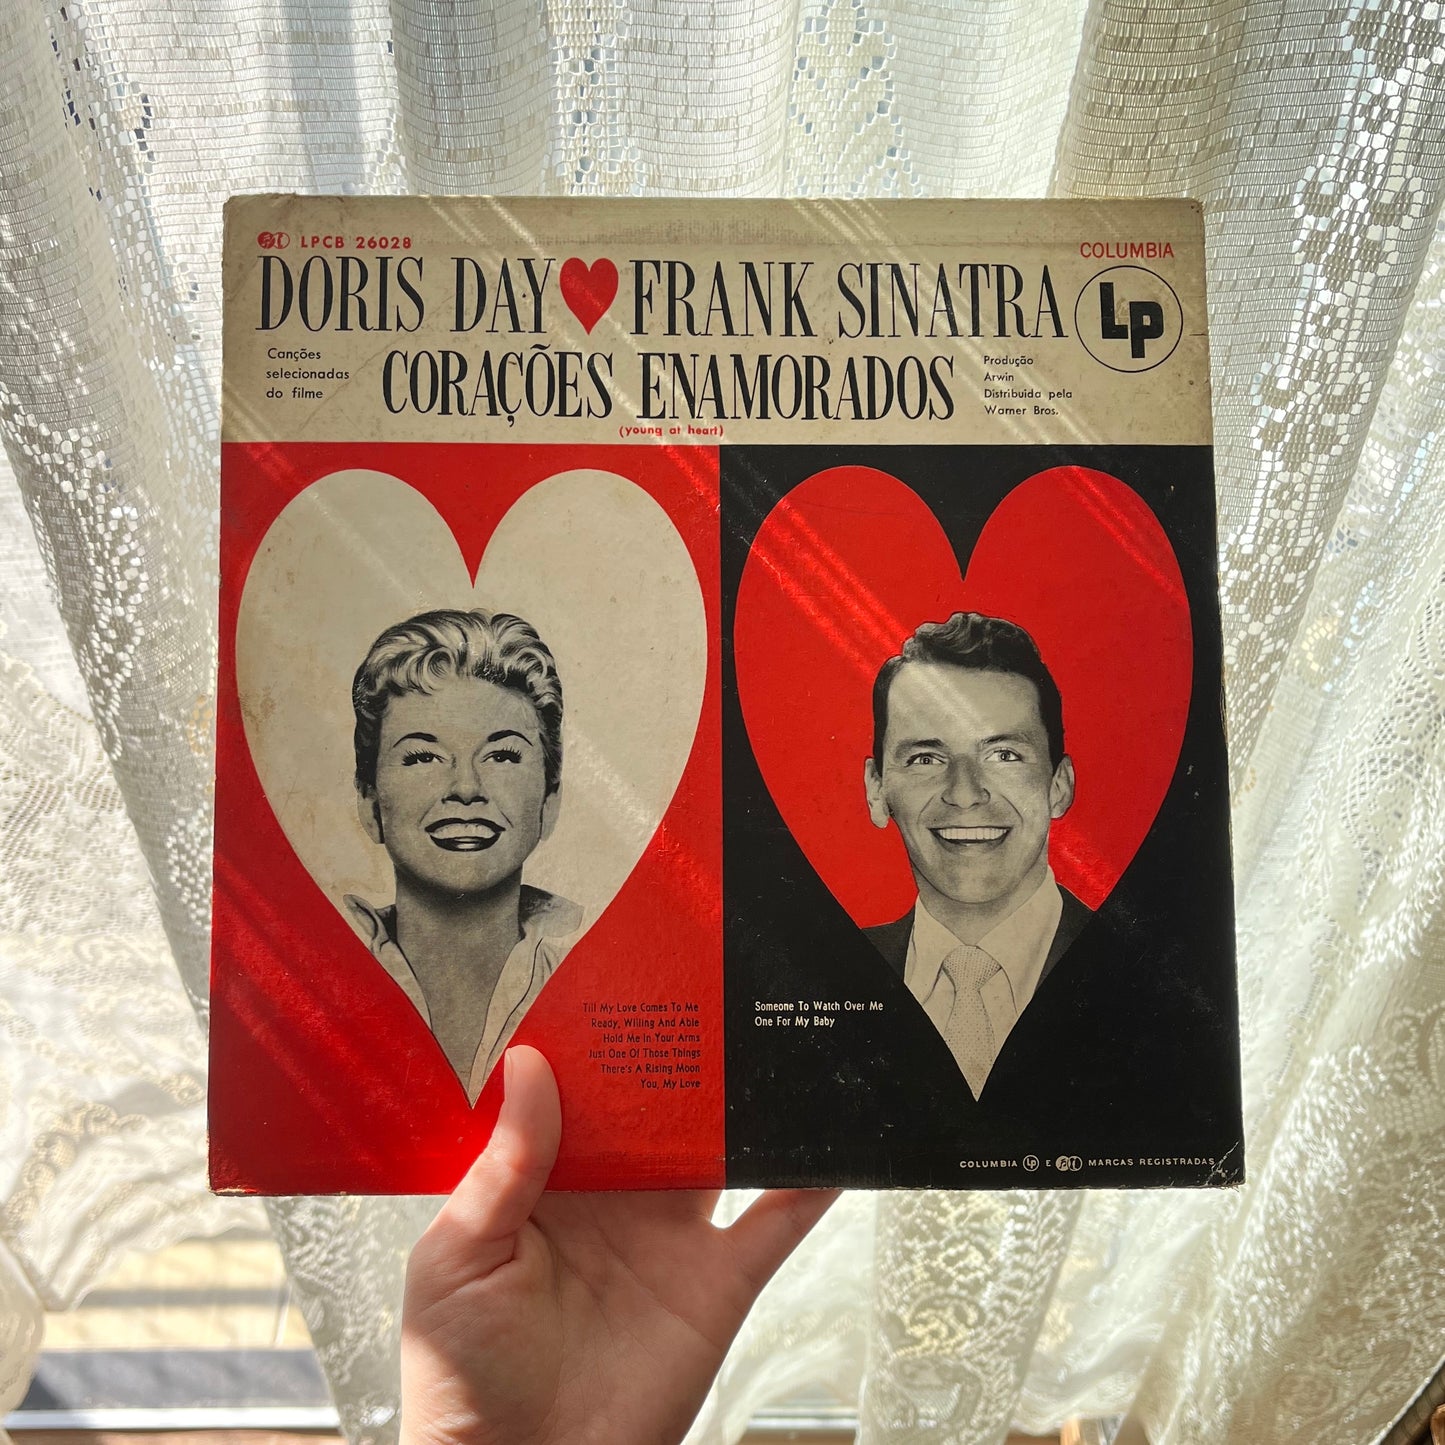 LPCB 26028
COLUMBIA
DORIS DAY FRANK SINATRA
LP
Canções
selecionadas
do filme
CORAÇÕES ENAMORADOS
(young at heart)
Produção
Arwin
Distribuida pela
Warner Bros.
Till My Love Comes To Me
Ready, Willing And Able
Hold Me In Your Arms
Just One Of Those Things
There's A Rising Moon
You, My Love
Someone To Watch Over Me
One For My Baby
COLUMBIA LP E MARCAS REGISTRADAS